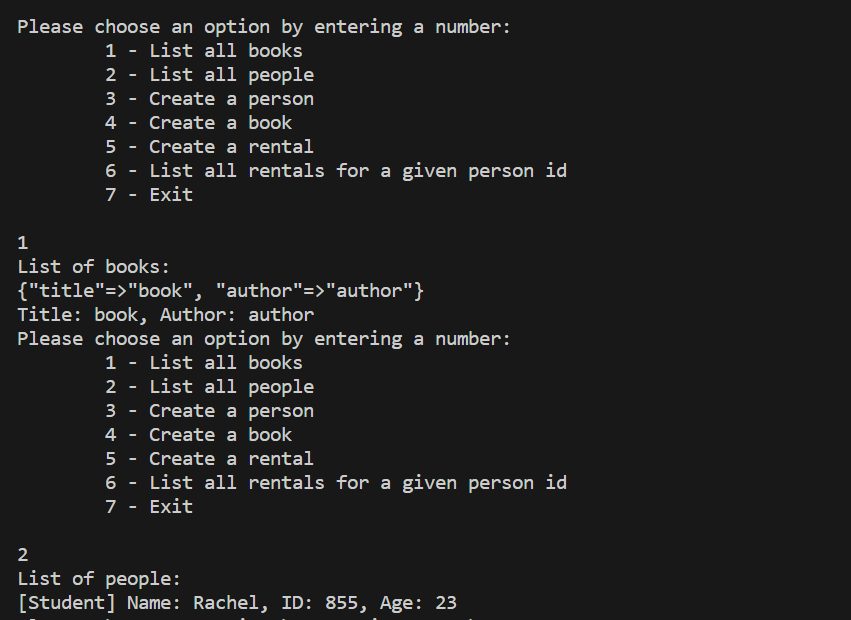 Please choose an option by entering a number:
1 - List all books
2 - List all people
3 - Create a person
4 - Create a book
5 - Create a rental
6 - List all rentals for a given person id
7 - Exit
1
List of books:
{"title"=>"book", "author"=>"author"}
Title: book, Author: author
Please choose an option by entering a number:
1 - List all books
2 - List all people
3 - Create a person
4 - Create a book
5 - Create a rental
6 - List all rentals for a given person id
7 - Exit
2
List of people:
[Student] Name: Rachel, ID: 855, Age: 23